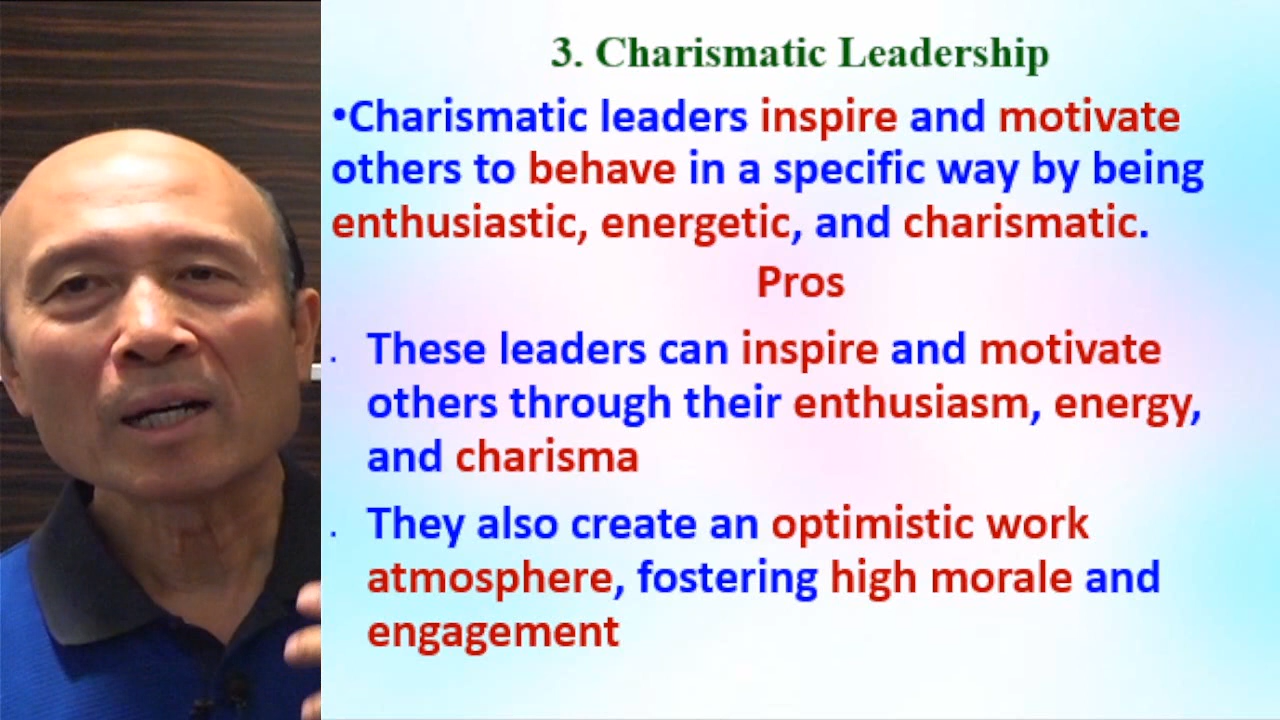 3. Charismatic Leadership
•Charismatic leaders inspire and motivate
others to behave in a specific way by being
enthusiastic, energetic, and charismatic.
Pros
. These leaders can inspire and motivate
others through their enthusiasm, energy,
and charisma
. They also create an optimistic work
atmosphere, fostering high morale and
engagement